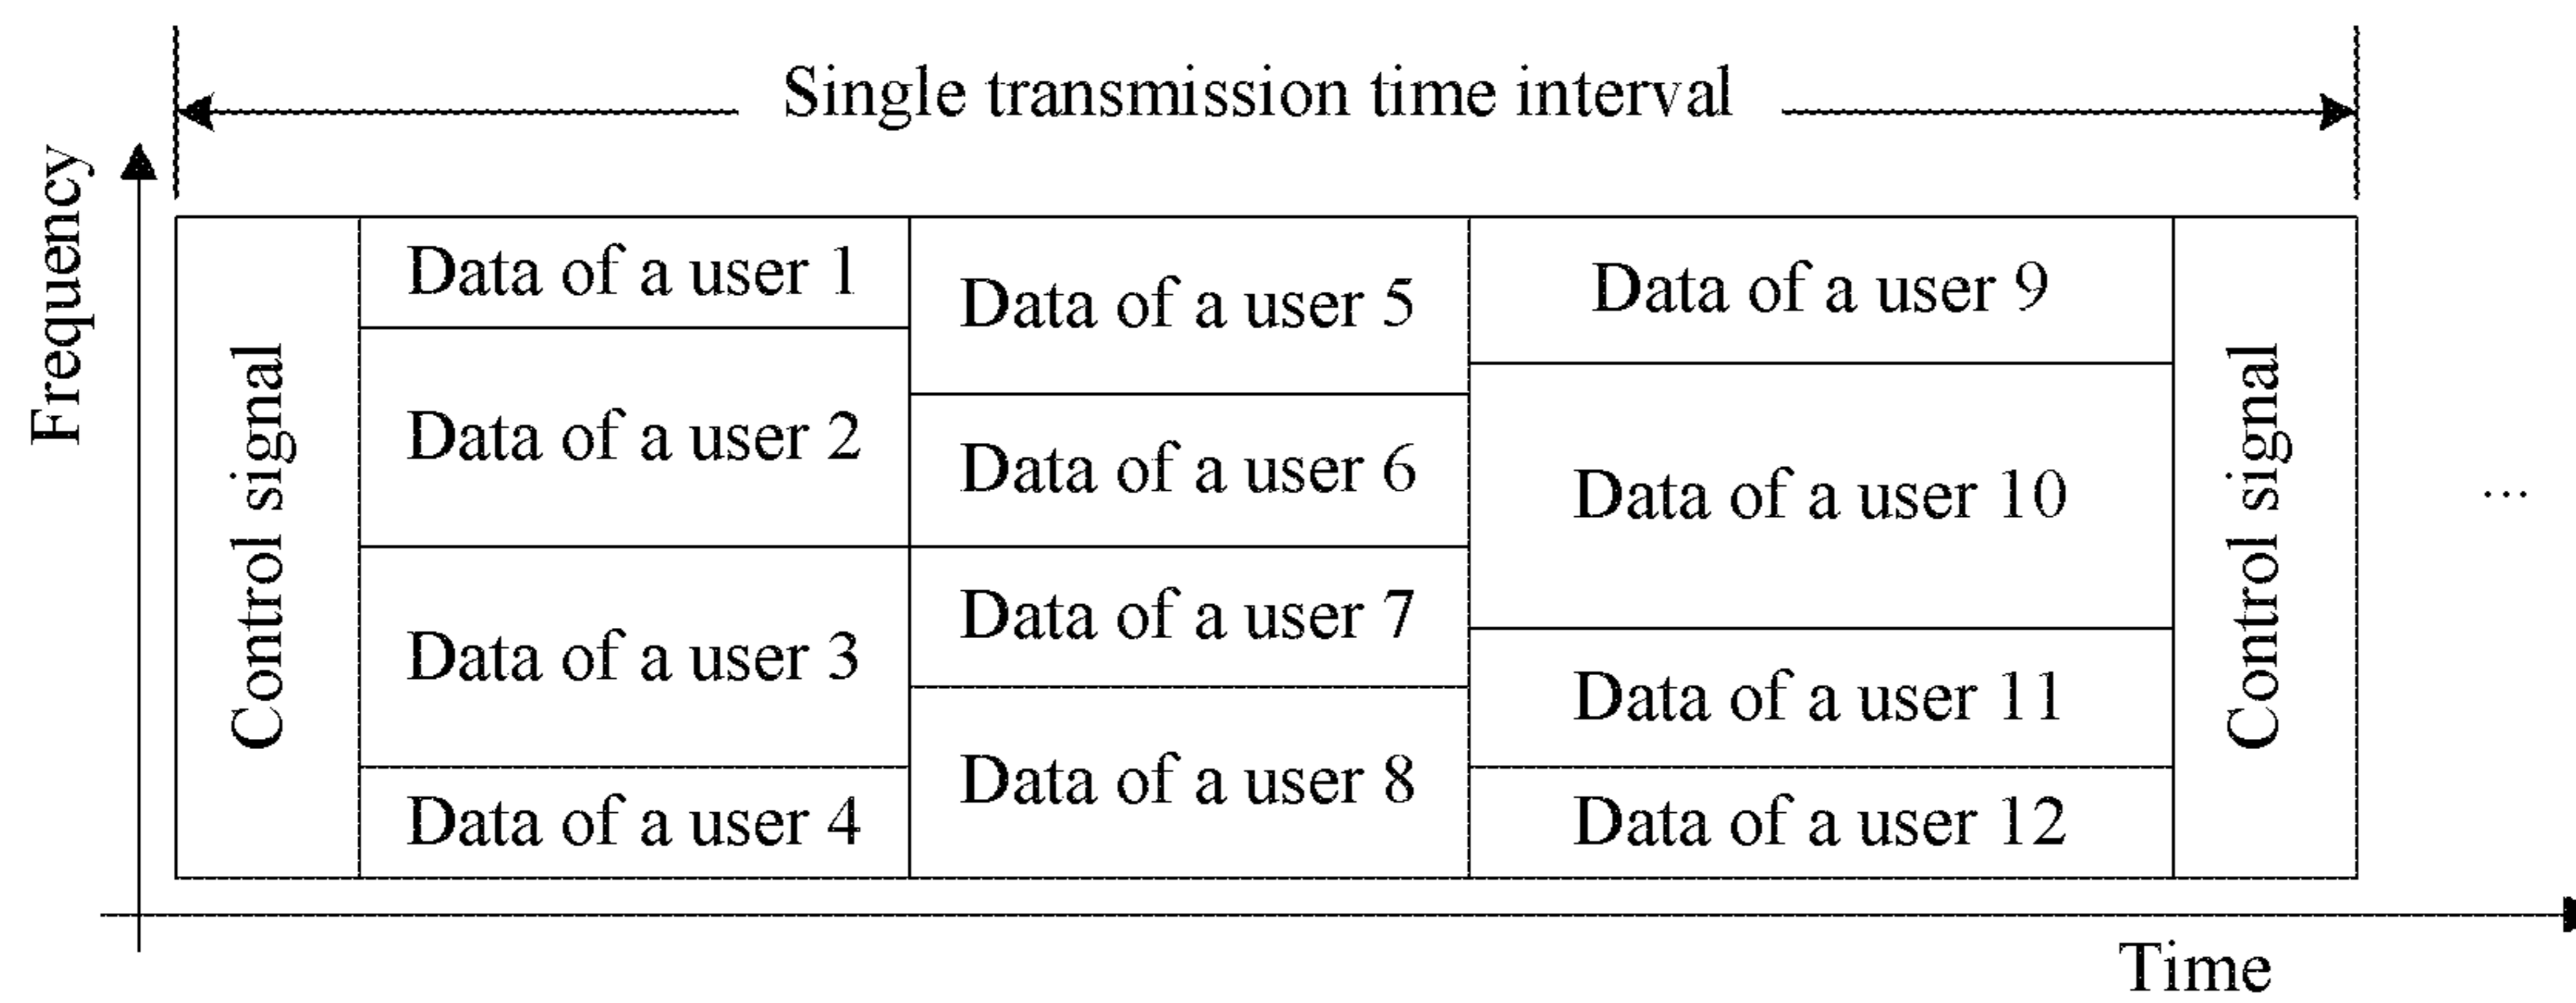 Single transmission time interval
Frequency
Control signal
Data of a user 1
Data of a user 2
Data of a user 3
Data of a user 4
Data of a user 5
Data of a user 6
Data of a user 7
Data of a user 8
Data of a user 9
Data of a user 10
Data of a user 11
Data of a user 12
Control signal
...
Time